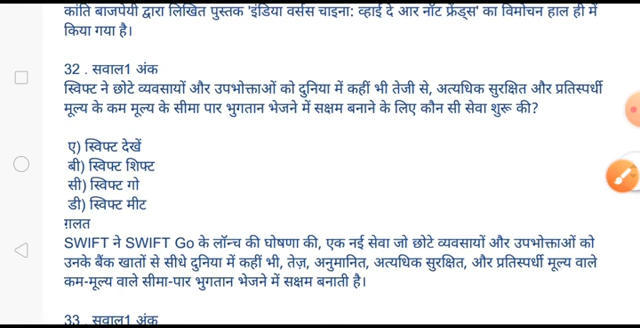 कांति बाजपेयी द्वारा लिखित पुस्तक 'इंडिया वर्सस चाइना: व्हाई दे आर नॉट फ्रेंड्स' का विमोचन हाल ही में
किया गया है।
32 . सवाल1 अंक
स्विफ्ट ने छोटे व्यवसायों और उपभोक्ताओं को दुनिया में कहीं भी तेजी से, अत्यधिक सुरक्षित और प्रतिस्पर्धी
मूल्य के कम मूल्य के सीमा पार भुगतान भेजने में सक्षम बनाने के लिए कौन सी सेवा शुरू की?
ए) स्विफ्ट देखें
बी) स्विफ्ट शिफ्ट
सी) स्विफ्ट गो
डी) स्विफ्ट मीट
ग़लत
SWIFT ने SWIFT Go के लॉन्च की घोषणा की, एक नई सेवा जो छोटे व्यवसायों और उपभोक्ताओं को
उनके बैंक खातों से सीधे दुनिया में कहीं भी, तेज़, अनुमानित, अत्यधिक सुरक्षित, और प्रतिस्पर्धी मूल्य वाले
कम-मूल्य वाले सीमा-पार भुगतान भेजने में सक्षम बनाती है।
33 . सवाल1 अंक